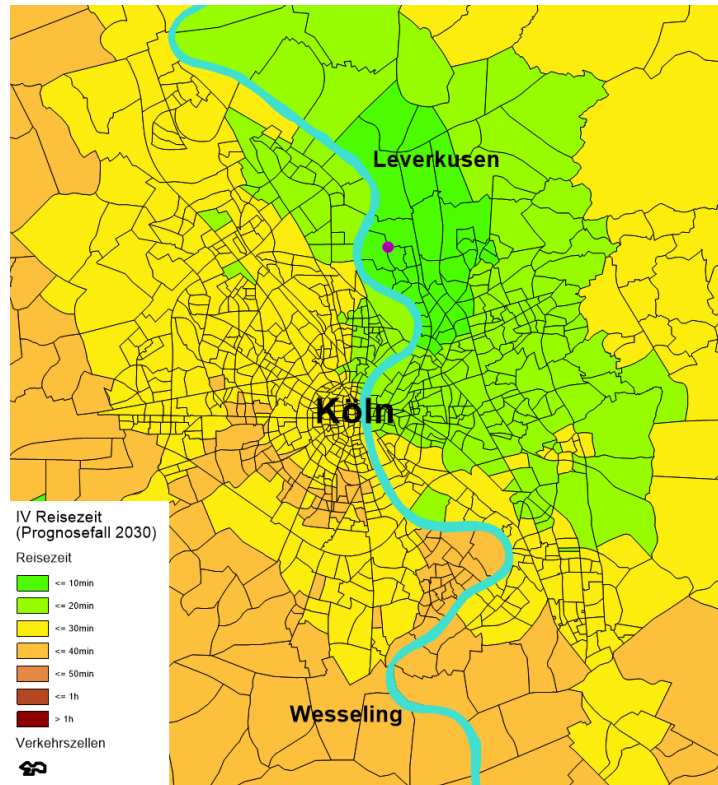 Leverkusen
Köln
Wesseling
IV Reisezeit
(Prognosefall 2030)
Reisezeit
<= 10min
<= 20min
<= 30min
<= 40min
<= 50min
<= 1h
> 1h
Verkehrszellen